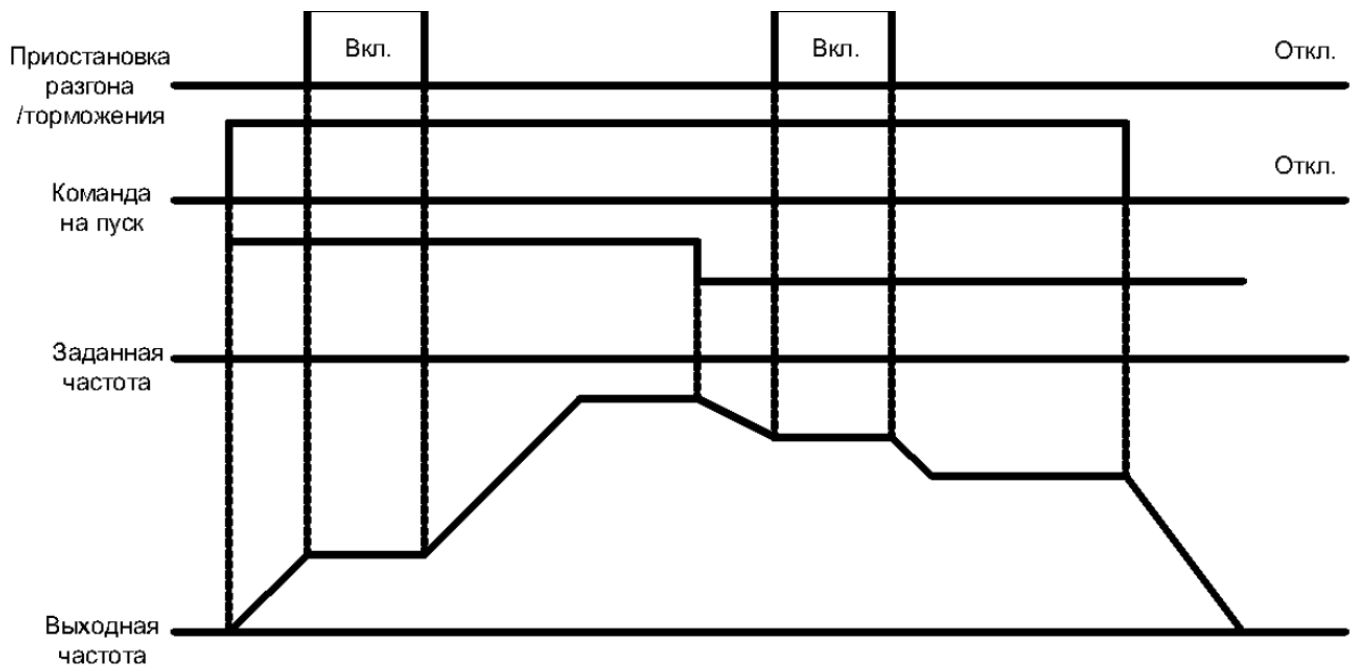 Вкл.
Вкл.
Откл.
Приостановка
разгона
/торможения
Откл.
Команда
на пуск
Заданная
частота
Выходная
частота